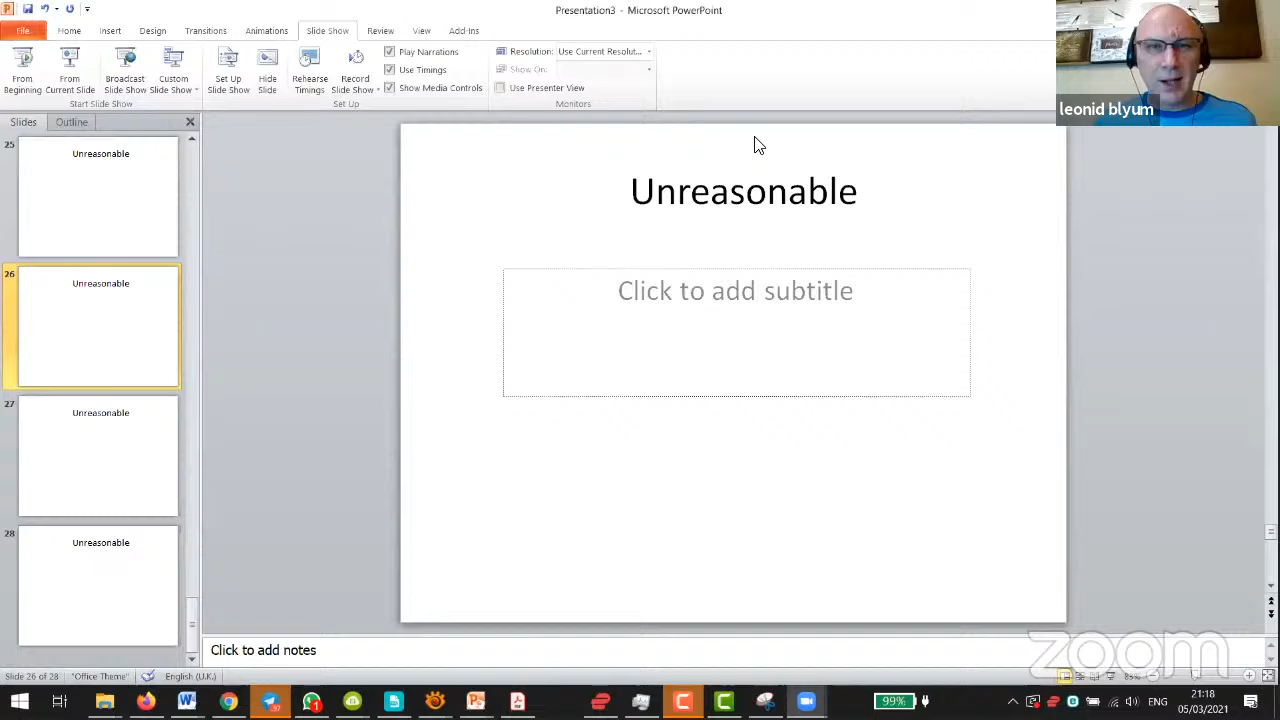 Presentation3 - Microsoft PowerPoint
File
Home
Insert
Design
Transitions
Animations
Slide Show
Review
View
Add-Ins
From
Beginning
From
Current Slide
Broadcast
Slide Show
Custom
Slide Show
Start Slide Show
Set Up
Slide Show
Hide
Slide
Rehearse
Timings
Record
Slide Show
Play Narrations
Use Timings
Show Media Controls
Set Up
Resolution:
Use Current Resolut...
Show On:
Use Presenter View
Monitors
leonid blyum
Slides
Outline
25
Unreasonable
26
Unreasonable
27
Unreasonable
28
Unreasonable
Unreasonable
Click to add subtitle
Click to add notes
zoom
Slide 26 of 28
"Office Theme"
English (U.K.)
85%
99%
ENG
21:18
05/03/2021